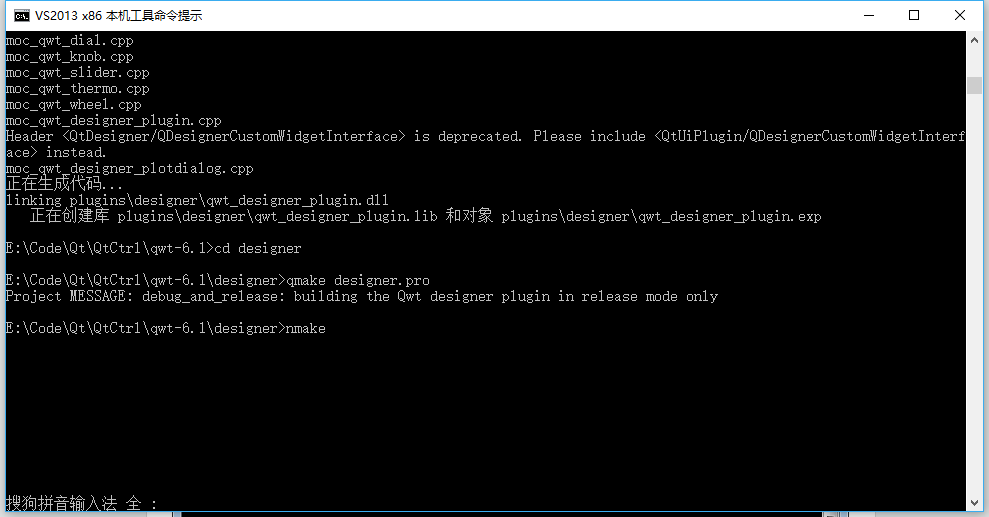 VS2013 x86 本机工具命令提示
moc_qwt_dial.cpp
moc_qwt_knob.cpp
moc_qwt_slider.cpp
moc_qwt_thermo.cpp
moc_qwt_wheel.cpp
moc_qwt_designer_plugin.cpp
Header <QtDesigner/QDesignerCustomWidgetInterface> is deprecated. Please include <QtUiPlugin/QDesignerCustomWidgetInterf
ace> instead.
moc_qwt_designer_plotdialog.cpp
正在生成代码...
linking plugins\designer\qwt_designer_plugin.dll
正在创建库 plugins\designer\qwt_designer_plugin.lib 和对象 plugins\designer\qwt_designer_plugin.exp
E:\Code\Qt\QtCtrl\qwt-6.1>cd designer
E:\Code\Qt\QtCtrl\qwt-6.1\designer>qmake designer.pro
Project MESSAGE: debug_and_release: building the Qwt designer plugin in release mode only
E:\Code\Qt\QtCtrl\qwt-6.1\designer>nmake
搜狗拼音输入法 全 :